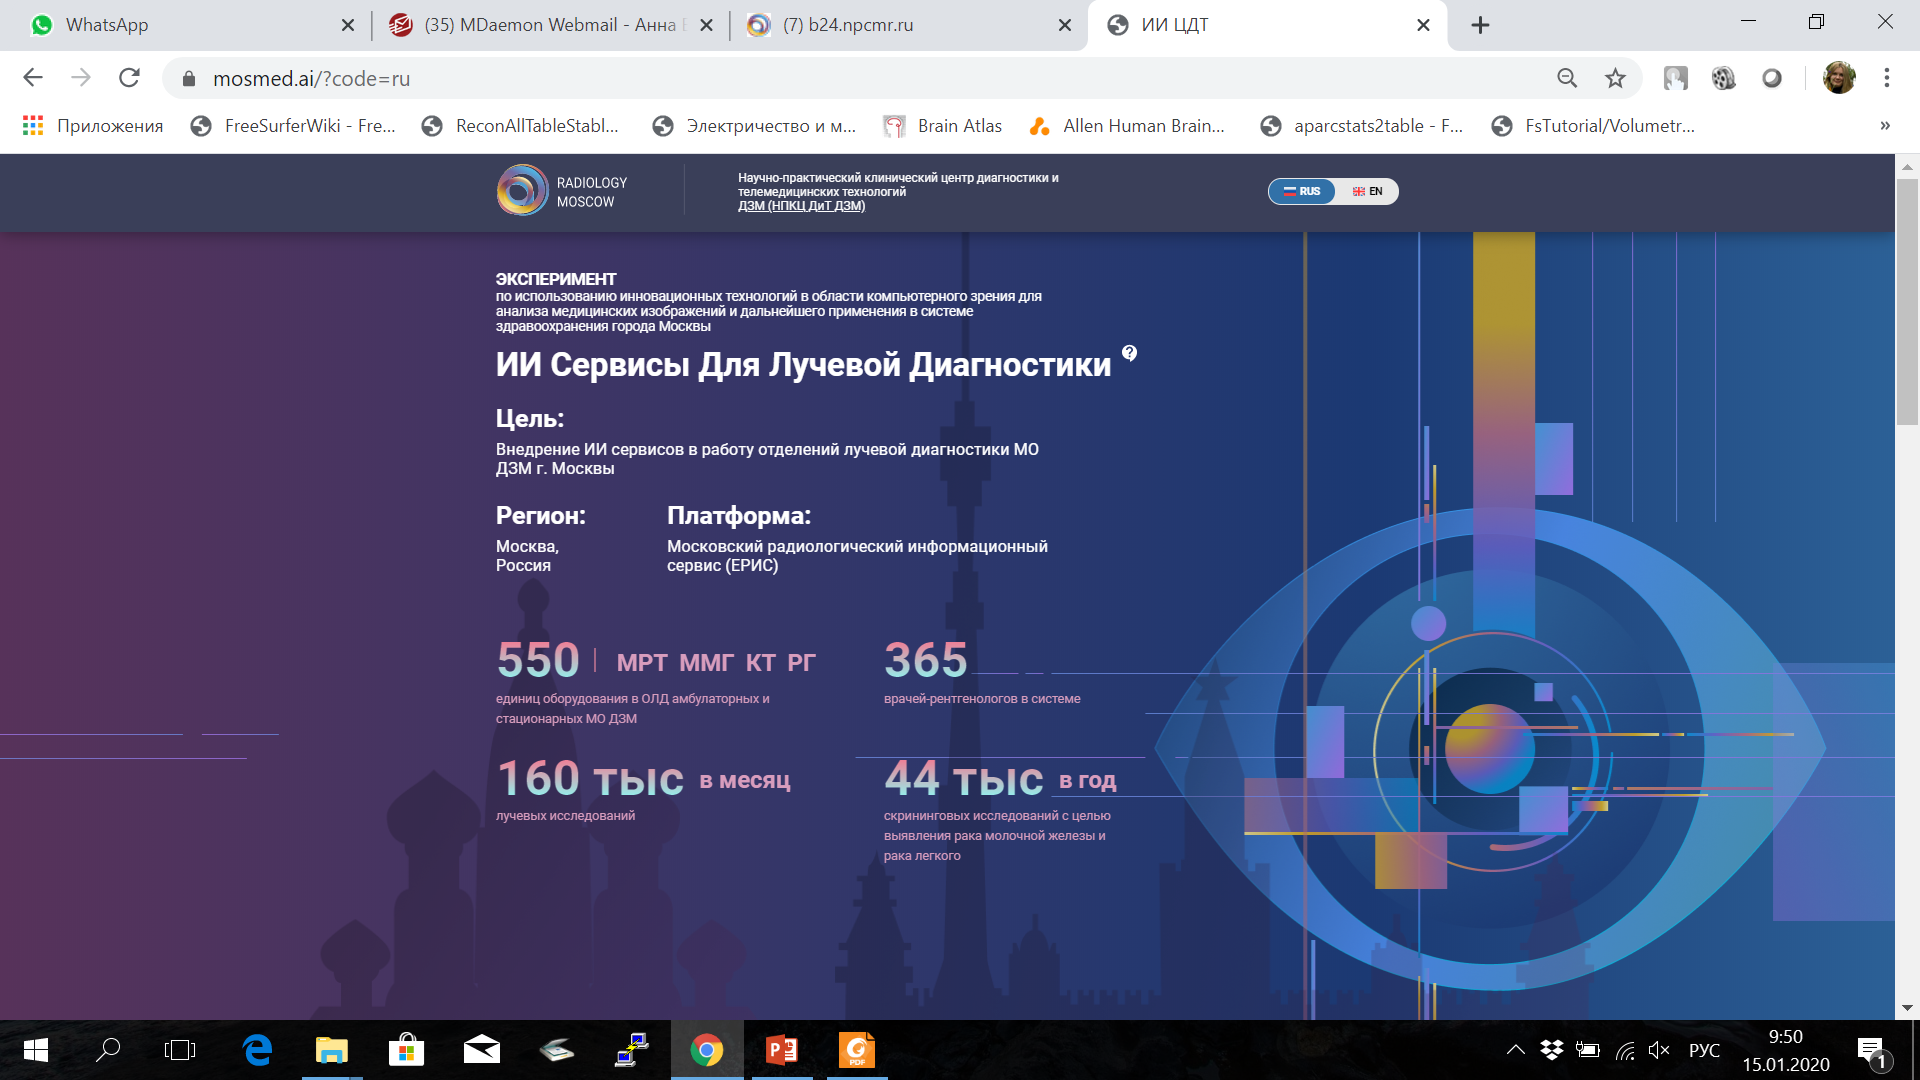 WhatsApp
(35) MDaemon Webmail - Анна
(7) b24.npcmr.ru
ИИ ЦДТ
mosmed.ai/?code=ru
Приложения
FreeSurferWiki - Fre...
ReconAllTableStabl...
Электричество и м...
Brain Atlas
Allen Human Brain...
aparcstats2table - F...
FsTutorial/Volumetr...
»
RADIOLOGY
MOSCOW
Научно-практический клинический центр диагностики и
телемедицинских технологий
ДЗМ (НПКЦ ДиТ ДЗМ)
RUS
EN
ЭКСПЕРИМЕНТ
по использованию инновационных технологий в области компьютерного зрения для
анализа медицинских изображений и дальнейшего применения в системе
здравоохранения города Москвы
ИИ Сервисы Для Лучевой Диагностики ?
Цель:
Внедрение ИИ сервисов в работу отделений лучевой диагностики МО
ДЗМ г. Москвы
Регион:
Москва,
Россия
Платформа:
Московский радиологический информационный
сервис (ЕРИС)
550 | МРТ ММГ КТ РГ
единиц оборудования в ОЛД амбулаторных и
стационарных МО ДЗМ
365
врачей-рентгенологов в системе
160 тыс в месяц
лучевых исследований
44 тыс в год
скрининговых исследований с целью
выявления рака молочной железы и
рака легкого
PDF
РУС
9:50
15.01.2020
1